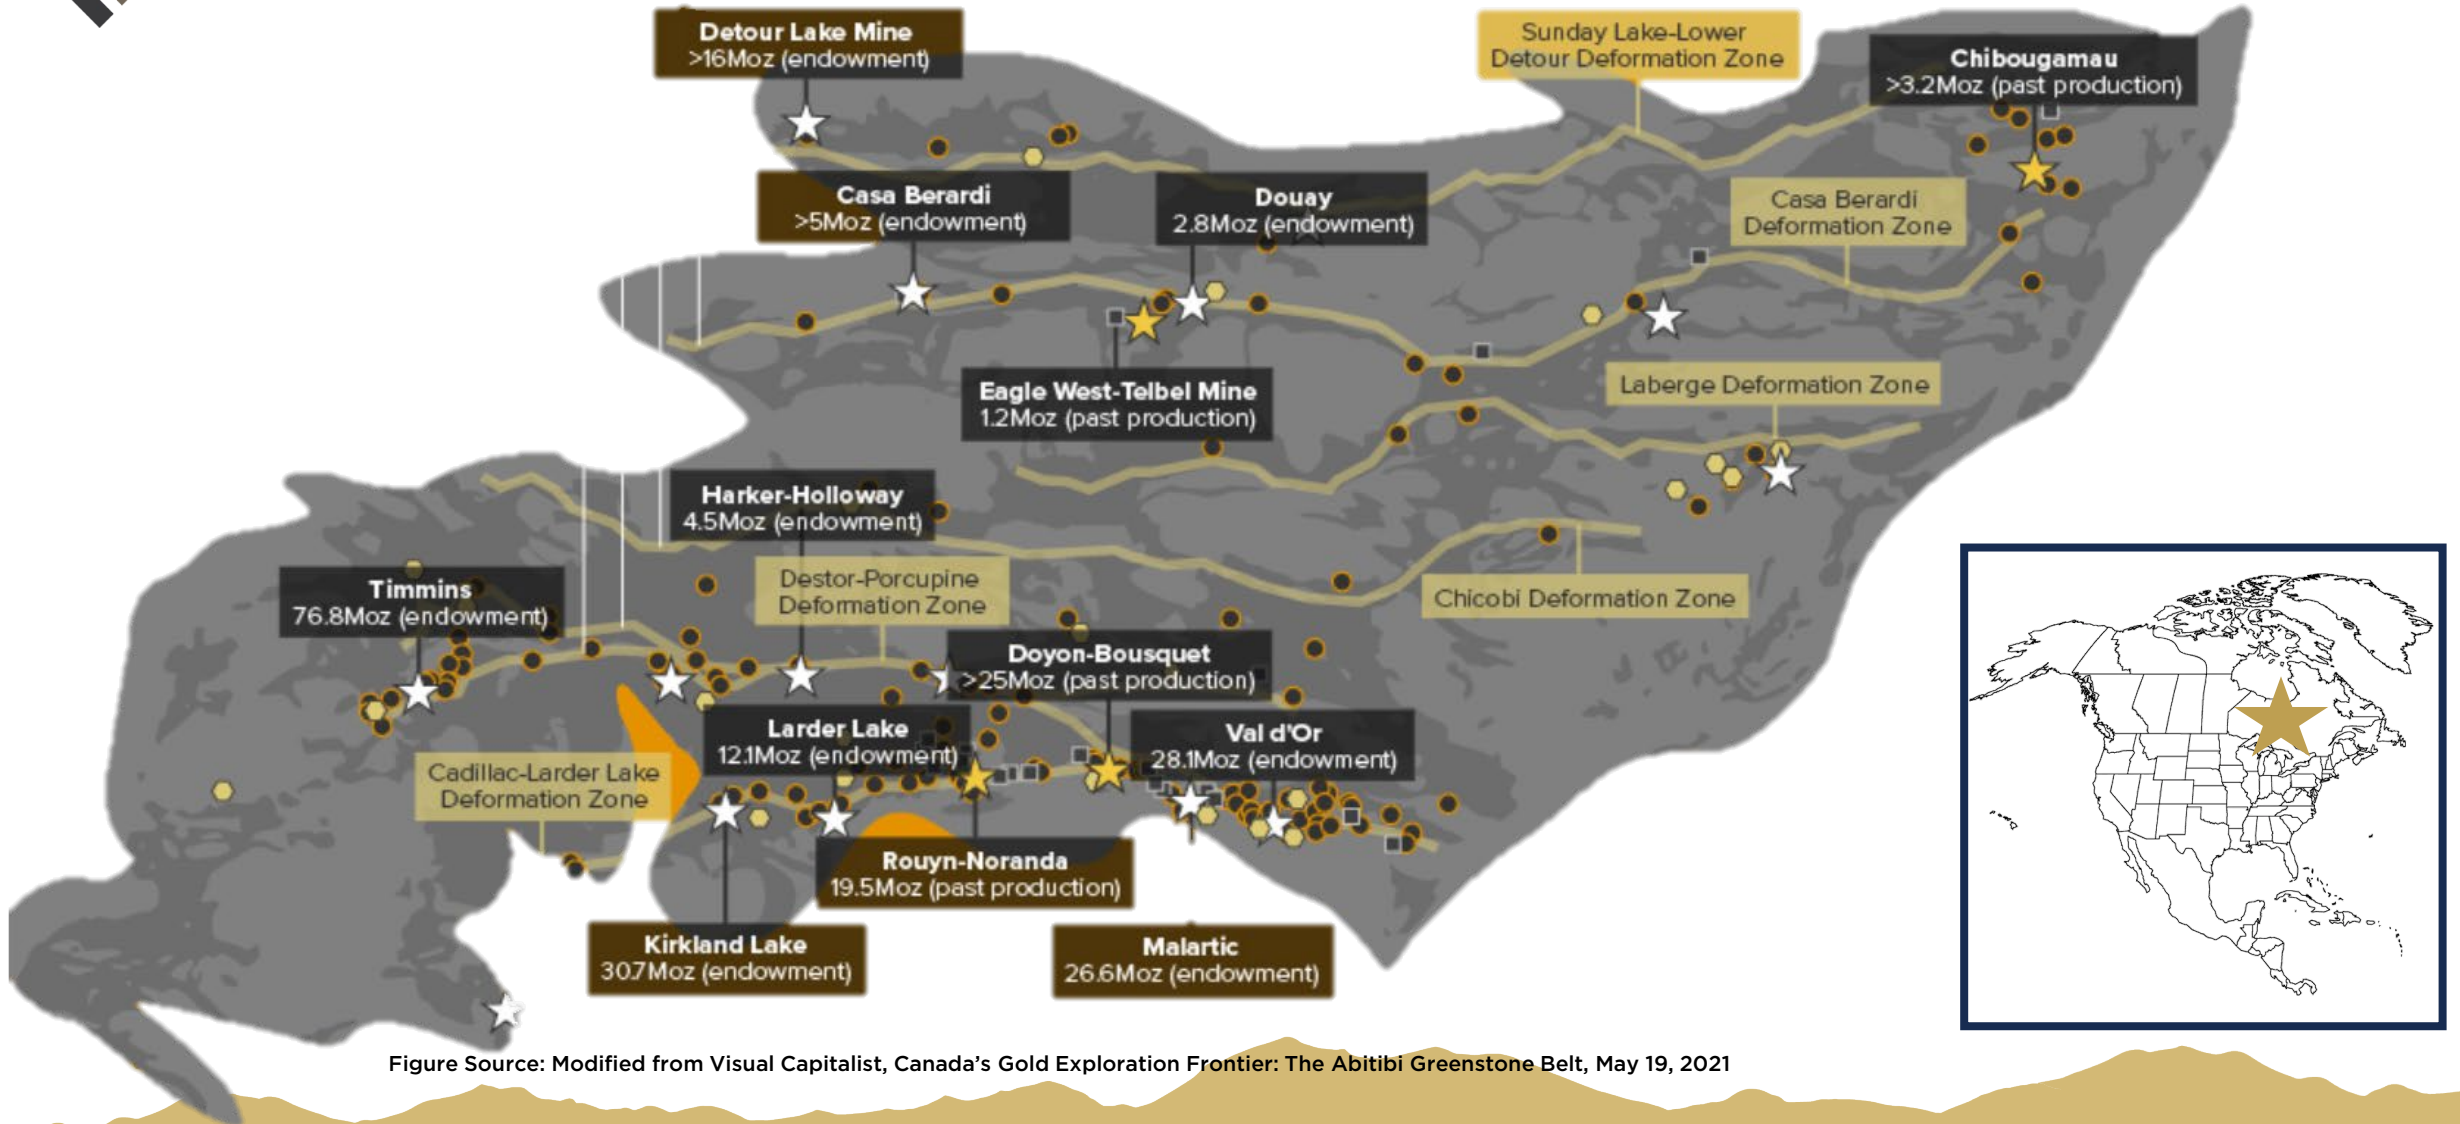 Detour Lake Mine
>16Moz (endowment)
Sunday Lake-Lower
Detour Deformation Zone
Chibougamau
>3.2Moz (past production)
Casa Berardi
>5Moz (endowment)
Douay
2.8Moz (endowment)
Casa Berardi
Deformation Zone
Eagle West-Telbel Mine
1.2Moz (past production)
Laberge Deformation Zone
Harker-Holloway
4.5Moz (endowment)
Timmins
76.8Moz (endowment)
Destor-Porcupine
Deformation Zone
Chicobi Deformation Zone
Doyon-Bousquet
>25Moz (past production)
Larder Lake
12.1Moz (endowment)
Val d'Or
28.1Moz (endowment)
Cadillac-Larder Lake
Deformation Zone
Rouyn-Noranda
19.5Moz (past production)
Kirkland Lake
30.7Moz (endowment)
Malartic
26.6Moz (endowment)
Figure Source: Modified from Visual Capitalist, Canada's Gold Exploration Frontier: The Abitibi Greenstone Belt, May 19, 2021